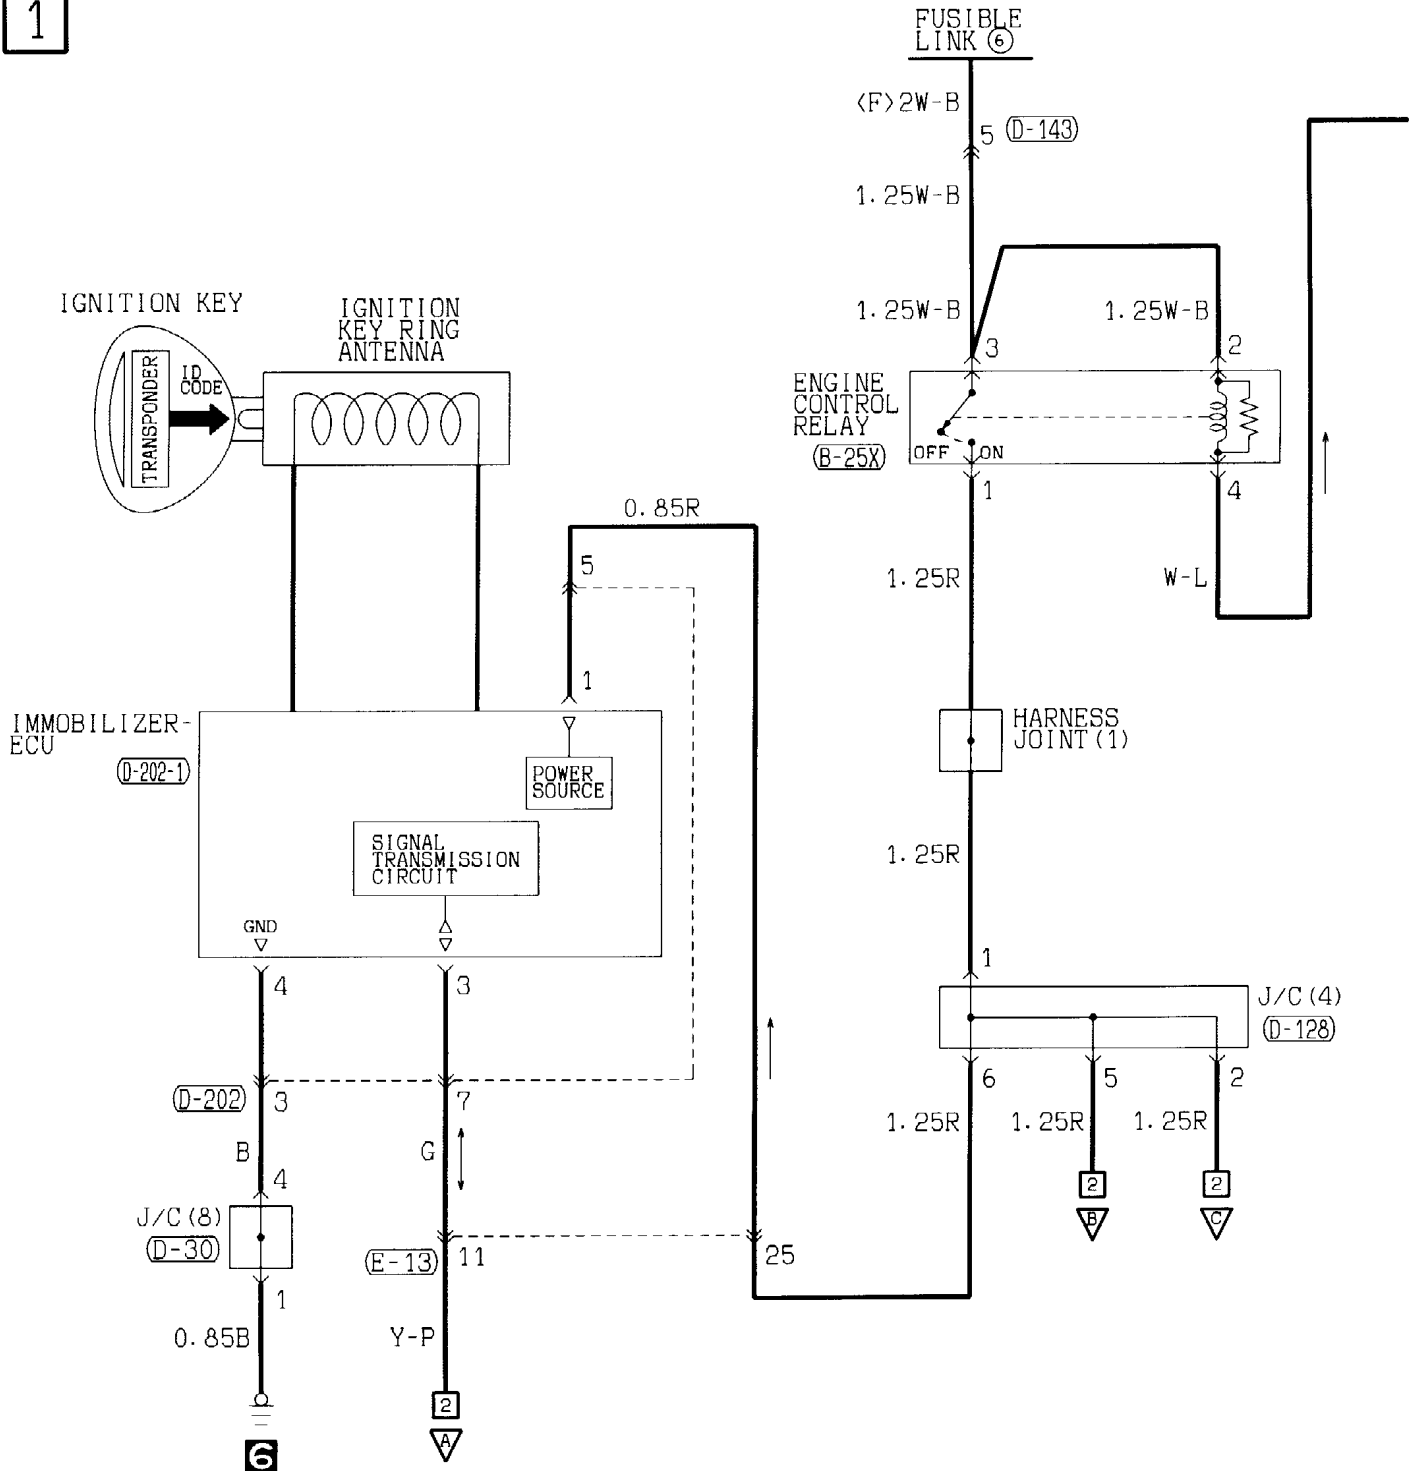 1
FUSIBLE
LINK ⑥
<F>2W-B
5 (D-143)
1.25W-B
1.25W-B
1.25W-B
3
2
IGNITION KEY
IGNITION
KEY RING
ANTENNA
TRANSPONDER
ID
CODE
ENGINE
CONTROL
RELAY
(B-25X)
OFF
ON
1
4
0.85R
5
1.25R
W-L
1
IMMOBILIZER-
ECU
(D-202-1)
POWER
SOURCE
SIGNAL
TRANSMISSION
CIRCUIT
GND
HARNESS
JOINT(1)
1.25R
1
4
3
J/C(4)
(D-128)
6
5
2
(D-202)
3
7
1.25R
1.25R
1.25R
B
G
4
2
2
B
C
J/C(8)
(D-30)
(E-13)
11
25
1
0.85B
Y-P
2
A
6